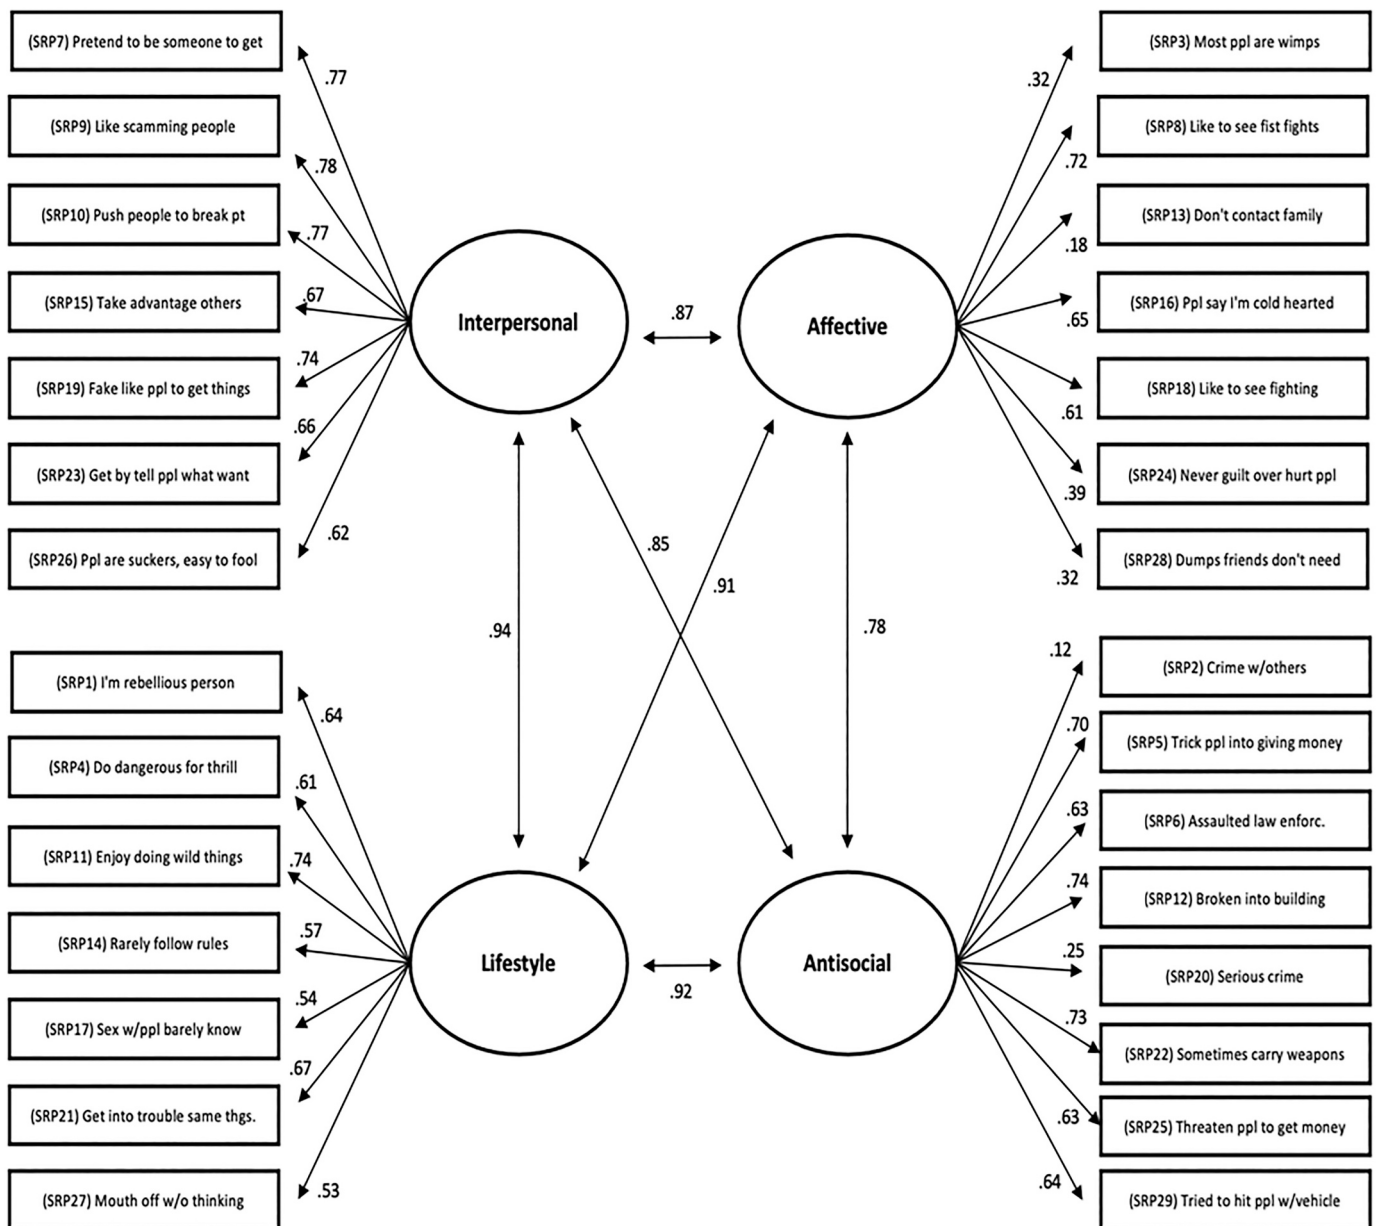 (SRP7) Pretend to be someone to get
.77
(SRP9) Like scamming people
.78
(SRP10) Push people to break pt
.77
(SRP15) Take advantage others
.67
(SRP19) Fake like ppl to get things
.74
(SRP23) Get by tell ppl what want
.66
(SRP26) Ppl are suckers, easy to fool
.62
Interpersonal
.87
Affective
(SRP3) Most ppl are wimps
.32
(SRP8) Like to see fist fights
.72
(SRP13) Don't contact family
.18
(SRP16) Ppl say I'm cold hearted
.65
(SRP18) Like to see fighting
.61
(SRP24) Never guilt over hurt ppl
.39
(SRP28) Dumps friends don't need
.32
.94
.85
.91
.78
(SRP1) I'm rebellious person
.64
(SRP4) Do dangerous for thrill
.61
(SRP11) Enjoy doing wild things
.74
(SRP14) Rarely follow rules
.57
(SRP17) Sex w/ppl barely know
.54
(SRP21) Get into trouble same thgs.
.67
(SRP27) Mouth off w/o thinking
.53
Lifestyle
.92
Antisocial
.12
(SRP2) Crime w/others
.70
(SRP5) Trick ppl into giving money
.63
(SRP6) Assaulted law enforc.
.74
(SRP12) Broken into building
.25
(SRP20) Serious crime
.73
(SRP22) Sometimes carry weapons
.63
(SRP25) Threaten ppl to get money
.64
(SRP29) Tried to hit ppl w/vehicle